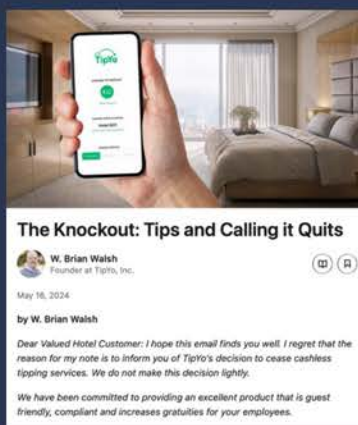 TipYo
The Knockout: Tips and Calling it Quits
W. Brian Walsh
Founder at TipYo, Inc.
May 16, 2024
by W. Brian Walsh
Dear Valued Hotel Customer: I hope this email finds you well. I regret that the
reason for my note is to inform you of TipYo's decision to cease cashless
tipping services. We do not make this decision lightly.
We have been committed to providing an excellent product that is guest
friendly, compliant and increases gratuities for your employees.